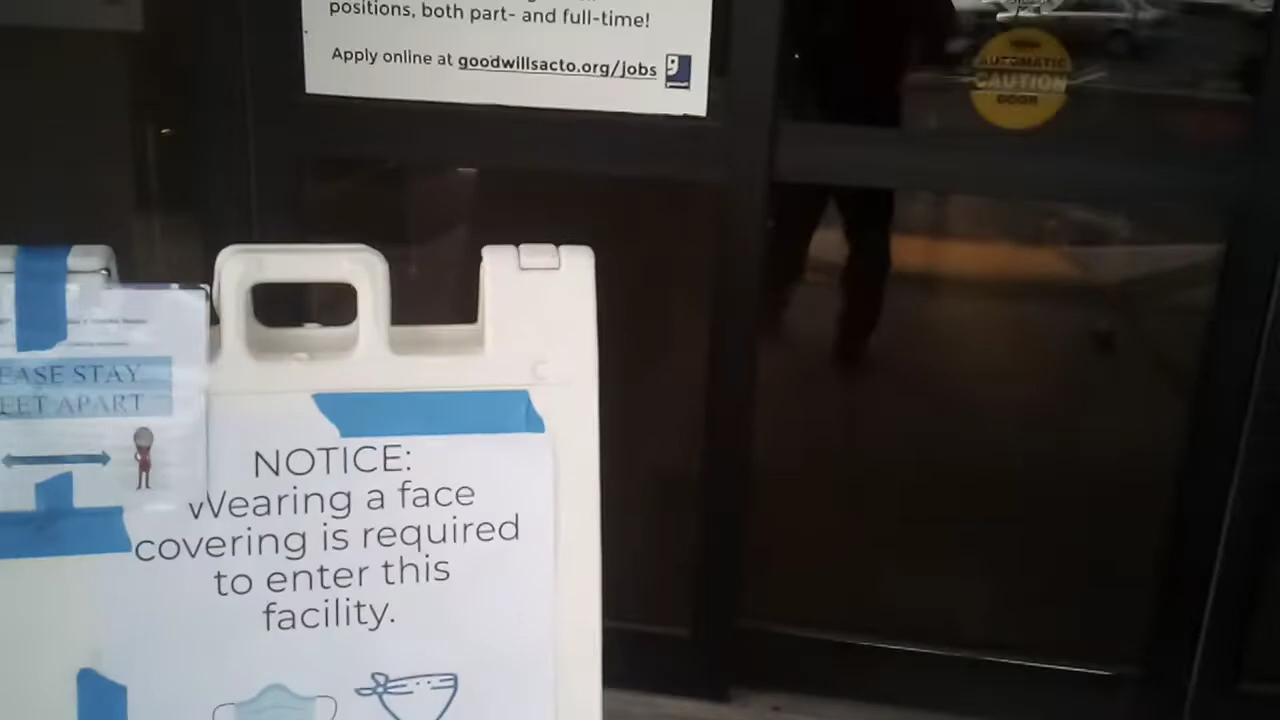 positions, both part- and full-time!
Apply online at goodwillsacto.org/jobs
AUTOMATIC
CAUTION
DOOR
EASE STAY
EET APART
NOTICE:
Wearing a face
covering is required
to enter this
facility.